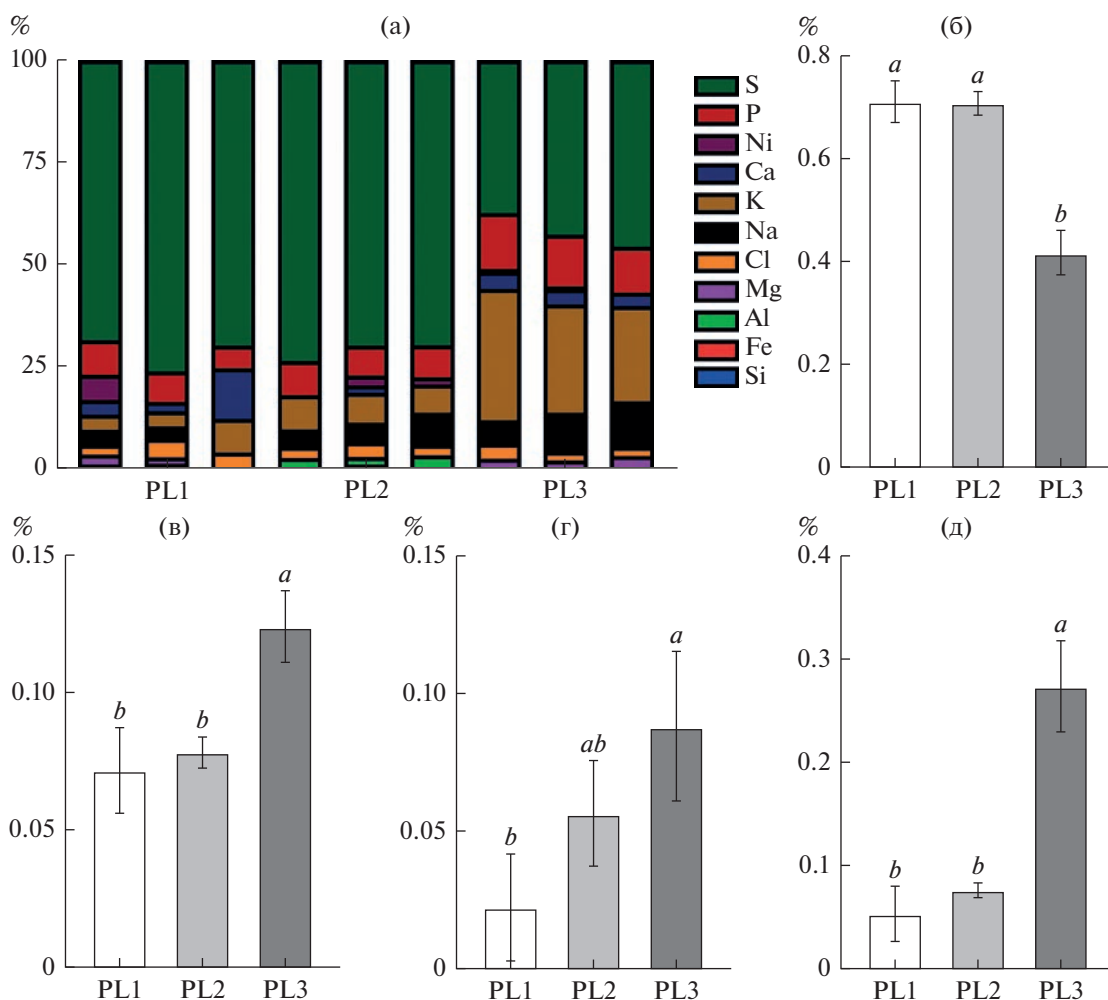 % (а)
100
75
50
25
0
PL1 PL2 PL3
S
P
Ni
Ca
K
Na
Cl
Mg
Al
Fe
Si
% (б)
0.8
0.6
0.4
0.2
0
a a b
PL1 PL2 PL3
% (в)
0.15
0.10
0.05
0
b b a
PL1 PL2 PL3
% (г)
0.15
0.10
0.05
0
b ab a
PL1 PL2 PL3
% (д)
0.4
0.3
0.2
0.1
0
b b a
PL1 PL2 PL3